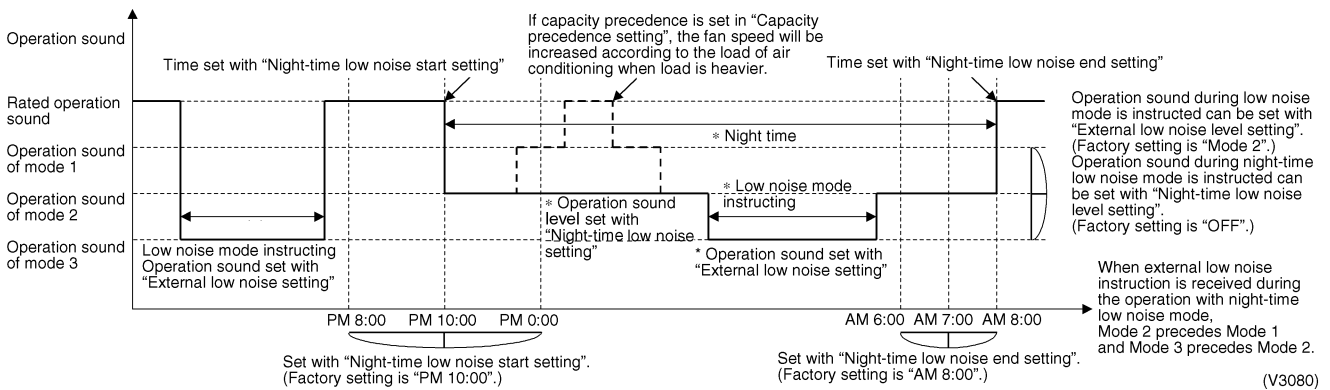 If capacity precedence is set in “Capacity
precedence setting”, the fan speed will be
increased according to the load of air
conditioning when load is heavier.
Operation sound
Time set with “Night-time low noise start setting”
Time set with “Night-time low noise end setting”
Rated operation
sound
Operation sound
of mode 1
Operation sound
of mode 2
Operation sound
of mode 3
* Night time
* Low noise mode
instructing
* Operation sound
level set with
“Night-time low noise
setting”
Low noise mode instructing
Operation sound set with
“External low noise setting”
* Operation sound set with
“External low noise setting”
Operation sound during low noise
mode is instructed can be set with
“External low noise level setting”.
(Factory setting is “Mode 2”.)
Operation sound during night-time
low noise mode is instructed can
be set with “Night-time low noise
level setting”.
(Factory setting is “OFF”.)
When external low noise
instruction is received during
the operation with night-time
low noise mode,
Mode 2 precedes Mode 1
and Mode 3 precedes Mode 2.
PM 8:00 PM 10:00 PM 0:00
AM 6:00 AM 7:00 AM 8:00
Set with “Night-time low noise start setting”.
(Factory setting is “PM 10:00”.)
Set with “Night-time low noise end setting”.
(Factory setting is “AM 8:00”.)
(V3080)